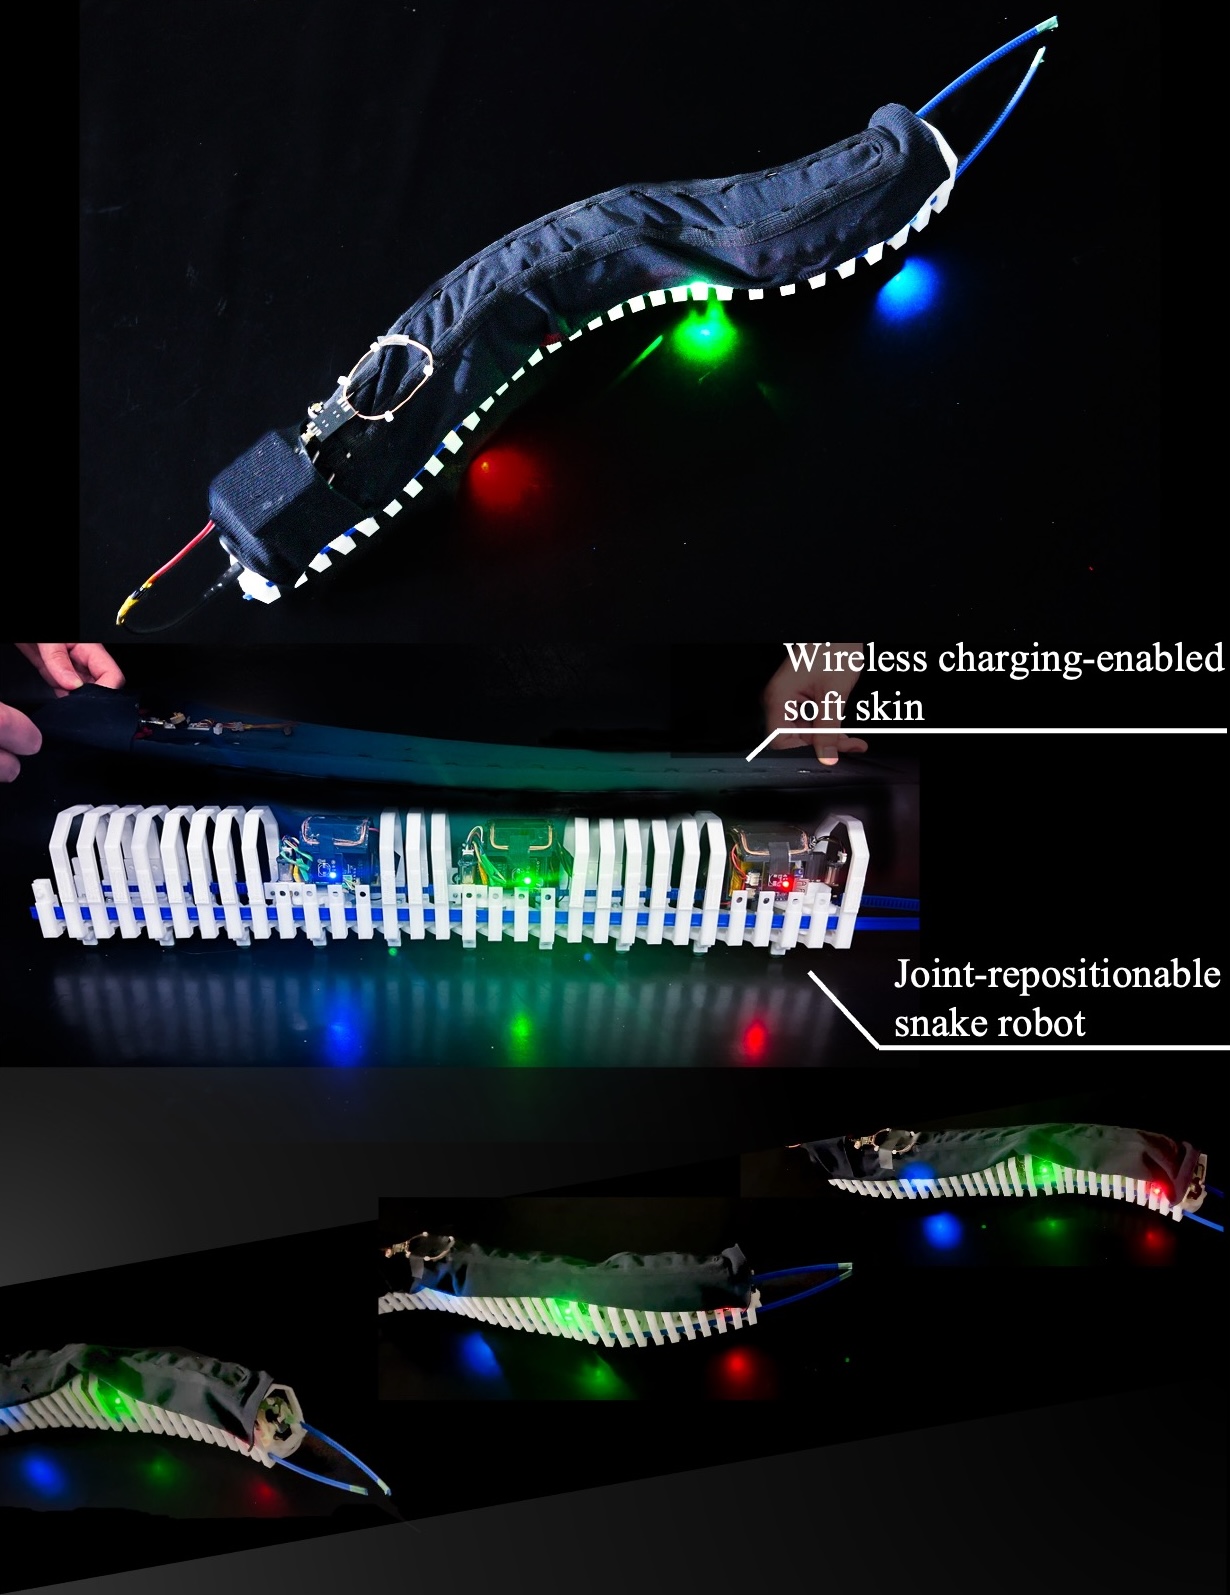 Wireless charging-enabled
soft skin
Joint-repositionable
snake robot